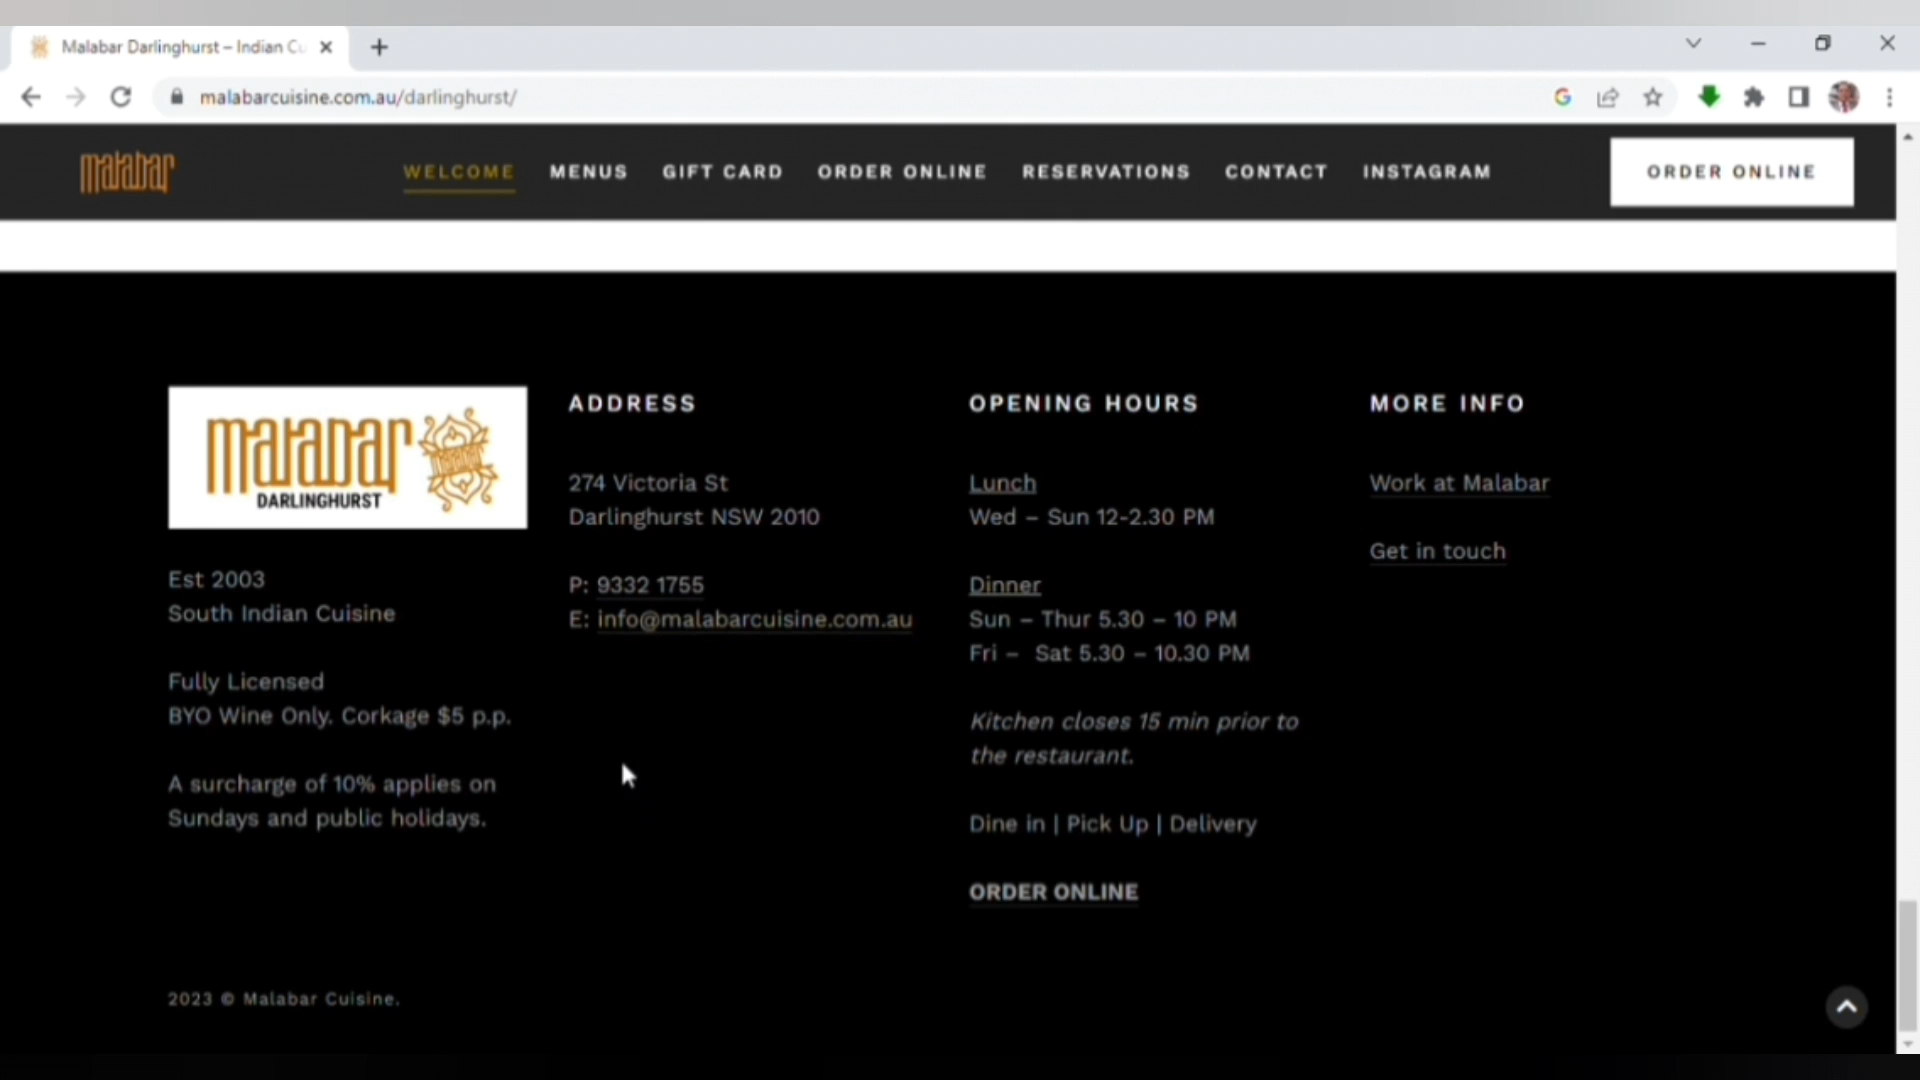 Malabar Darlinghurst – Indian Cu
malabarcuisine.com.au/darlinghurst/
malabar
WELCOME
MENUS
GIFT CARD
ORDER ONLINE
RESERVATIONS
CONTACT
INSTAGRAM
ORDER ONLINE
malabar
DARLINGHURST
Est 2003
South Indian Cuisine
Fully Licensed
BYO Wine Only. Corkage $5 p.p.
A surcharge of 10% applies on
Sundays and public holidays.
ADDRESS
274 Victoria St
Darlinghurst NSW 2010
P: 9332 1755
E: info@malabarcuisine.com.au
OPENING HOURS
Lunch
Wed – Sun 12-2.30 PM
Dinner
Sun – Thur 5.30 – 10 PM
Fri – Sat 5.30 – 10.30 PM
Kitchen closes 15 min prior to
the restaurant.
Dine in | Pick Up | Delivery
ORDER ONLINE
MORE INFO
Work at Malabar
Get in touch
2023 © Malabar Cuisine.